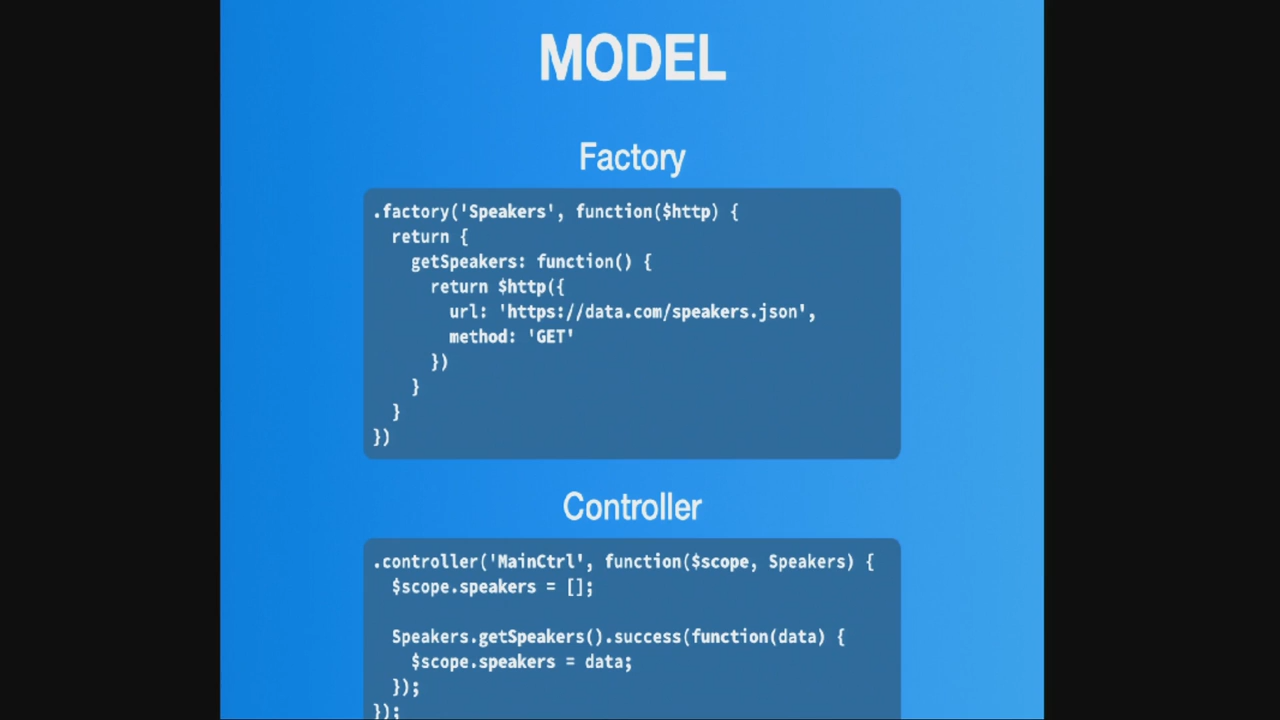 MODEL
Factory
.factory('Speakers', function($http) {
  return {
    getSpeakers: function() {
      return $http({
        url: 'https://data.com/speakers.json',
        method: 'GET'
      })
    }
  }
})
Controller
.controller('MainCtrl', function($scope, Speakers) {
  $scope.speakers = [];

  Speakers.getSpeakers().success(function(data) {
    $scope.speakers = data;
  });
});